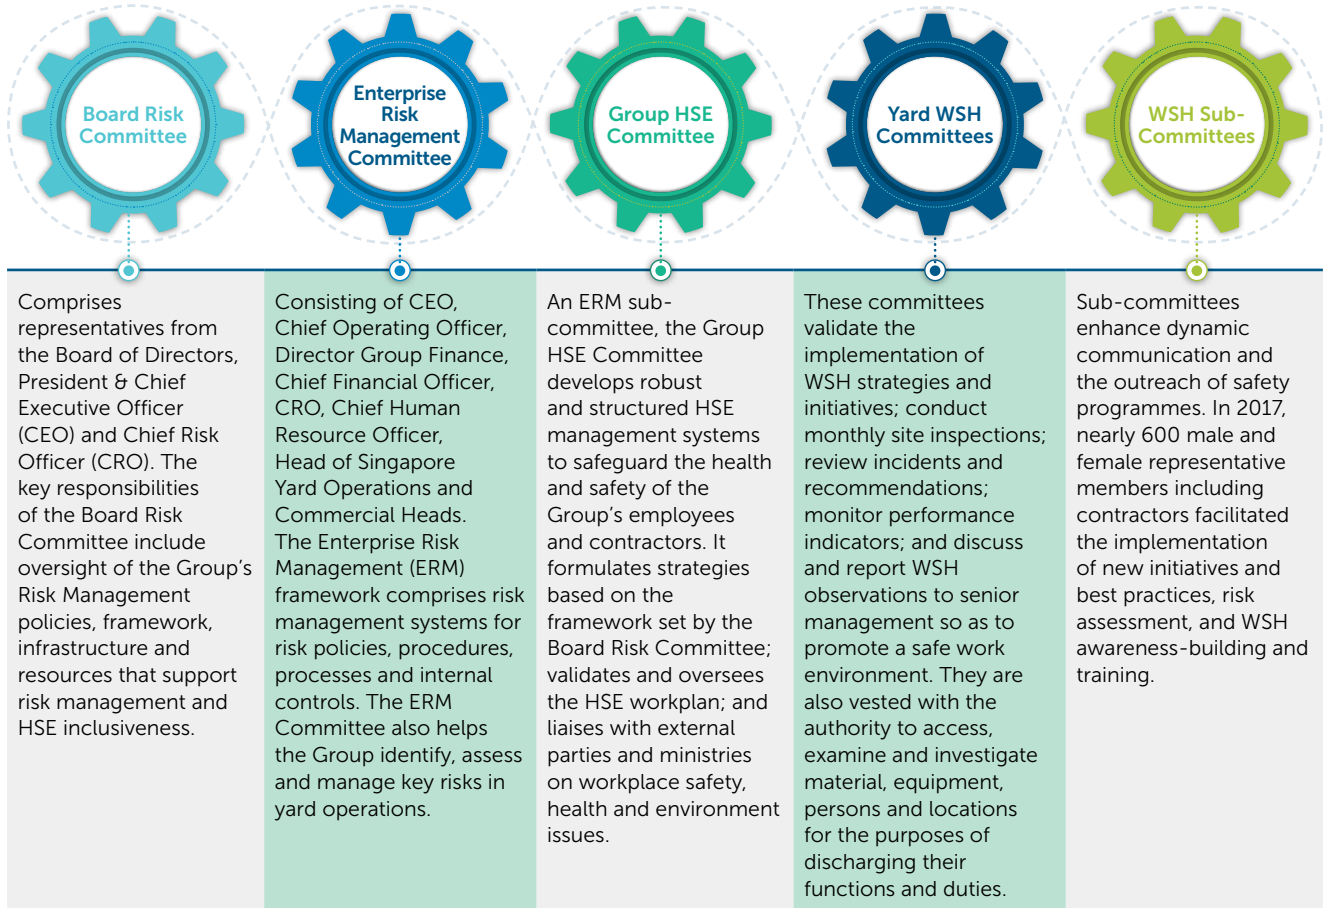 Board Risk
Committee
Enterprise
Risk
Management
Committee
Group HSE
Committee
Yard WSH
Committees
WSH Sub-
Committees
Comprises
representatives from
the Board of Directors,
President & Chief
Executive Officer
(CEO) and Chief Risk
Officer (CRO). The
key responsibilities
of the Board Risk
Committee include
oversight of the Group's
Risk Management
policies, framework,
infrastructure and
resources that support
risk management and
HSE inclusiveness.
Consisting of CEO,
Chief Operating Officer,
Director Group Finance,
Chief Financial Officer,
CRO, Chief Human
Resource Officer,
Head of Singapore
Yard Operations and
Commercial Heads.
The Enterprise Risk
Management (ERM)
framework comprises risk
management systems for
risk policies, procedures,
processes and internal
controls. The ERM
Committee also helps
the Group identify, assess
and manage key risks in
yard operations.
An ERM sub-
committee, the Group
HSE Committee
develops robust
and structured HSE
management systems
to safeguard the health
and safety of the
Group's employees
and contractors. It
formulates strategies
based on the
framework set by the
Board Risk Committee;
validates and oversees
the HSE workplan; and
liaises with external
parties and ministries
on workplace safety,
health and environment
issues.
These committees
validate the
implementation of
WSH strategies and
initiatives; conduct
monthly site inspections;
review incidents and
recommendations;
monitor performance
indicators; and discuss
and report WSH
observations to senior
management so as to
promote a safe work
environment. They are
also vested with the
authority to access,
examine and investigate
material, equipment,
persons and locations
for the purposes of
discharging their
functions and duties.
Sub-committees
enhance dynamic
communication and
the outreach of safety
programmes. In 2017,
nearly 600 male and
female representative
members including
contractors facilitated
the implementation
of new initiatives and
best practices, risk
assessment, and WSH
awareness-building and
training.